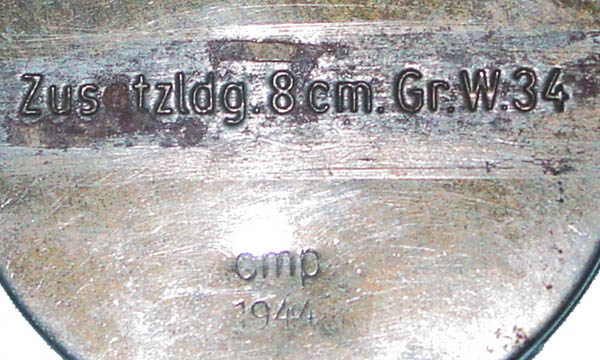 Zusatzldg. 8 cm. Gr. W. 34
cmp
1944